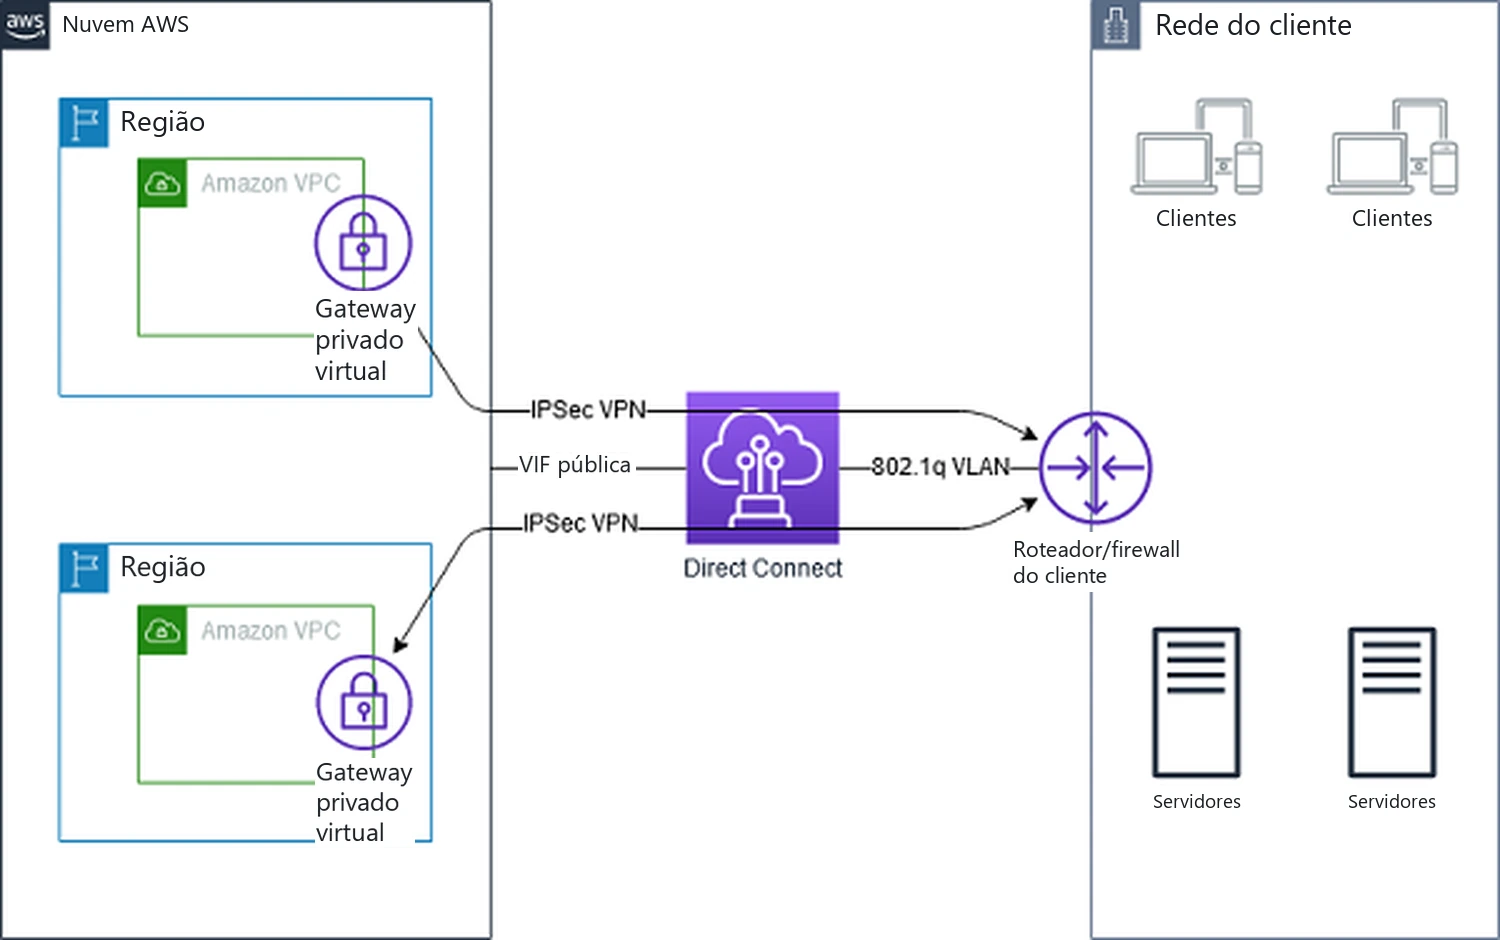 aws
Nuvem AWS
Rede do cliente
Região
Amazon VPC
Gateway
privado
virtual
Clientes
Clientes
IPSec VPN
VIF pública
802.1q VLAN
IPSec VPN
Direct Connect
Roteador/firewall
do cliente
Região
Amazon VPC
Gateway
privado
virtual
Servidores
Servidores